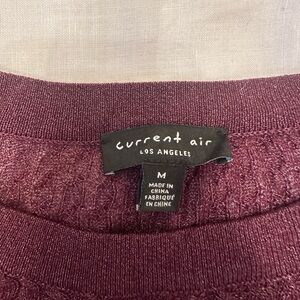 current air
LOS ANGELES
M
MADE IN
CHINA
FABRIQUÉ
EN CHINE